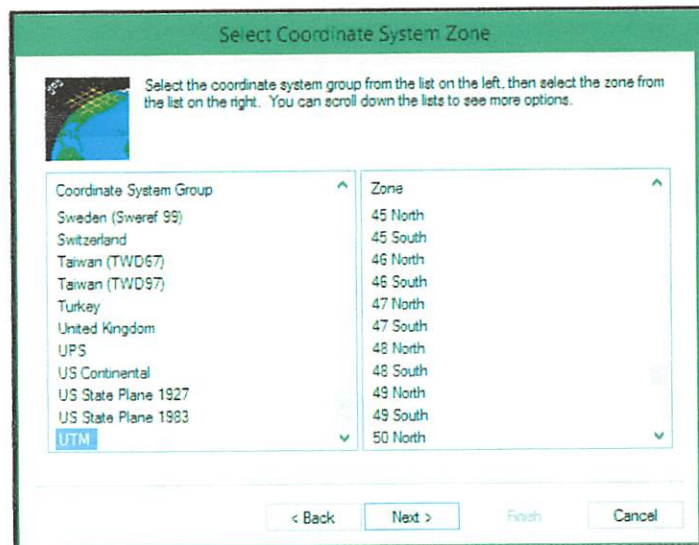 Select Coordinate System Zone
GPS
Select the coordinate system group from the list on the left, then select the zone from
the list on the right. You can scroll down the lists to see more options.
Coordinate System Group
Sweden (Sweref 99)
Switzerland
Taiwan (TWD67)
Taiwan (TWD97)
Turkey
United Kingdom
UPS
US Continental
US State Plane 1927
US State Plane 1983
UTM
Zone
45 North
45 South
46 North
46 South
47 North
47 South
48 North
48 South
49 North
49 South
50 North
< Back
Next >
Finish
Cancel